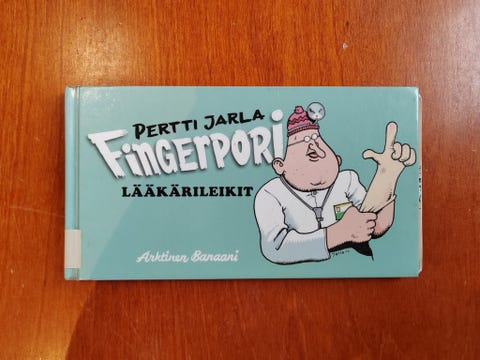 PERTTI JARLA
FINGERPORI
LÄÄKÄRILEIKIT
Arktinen Banaani